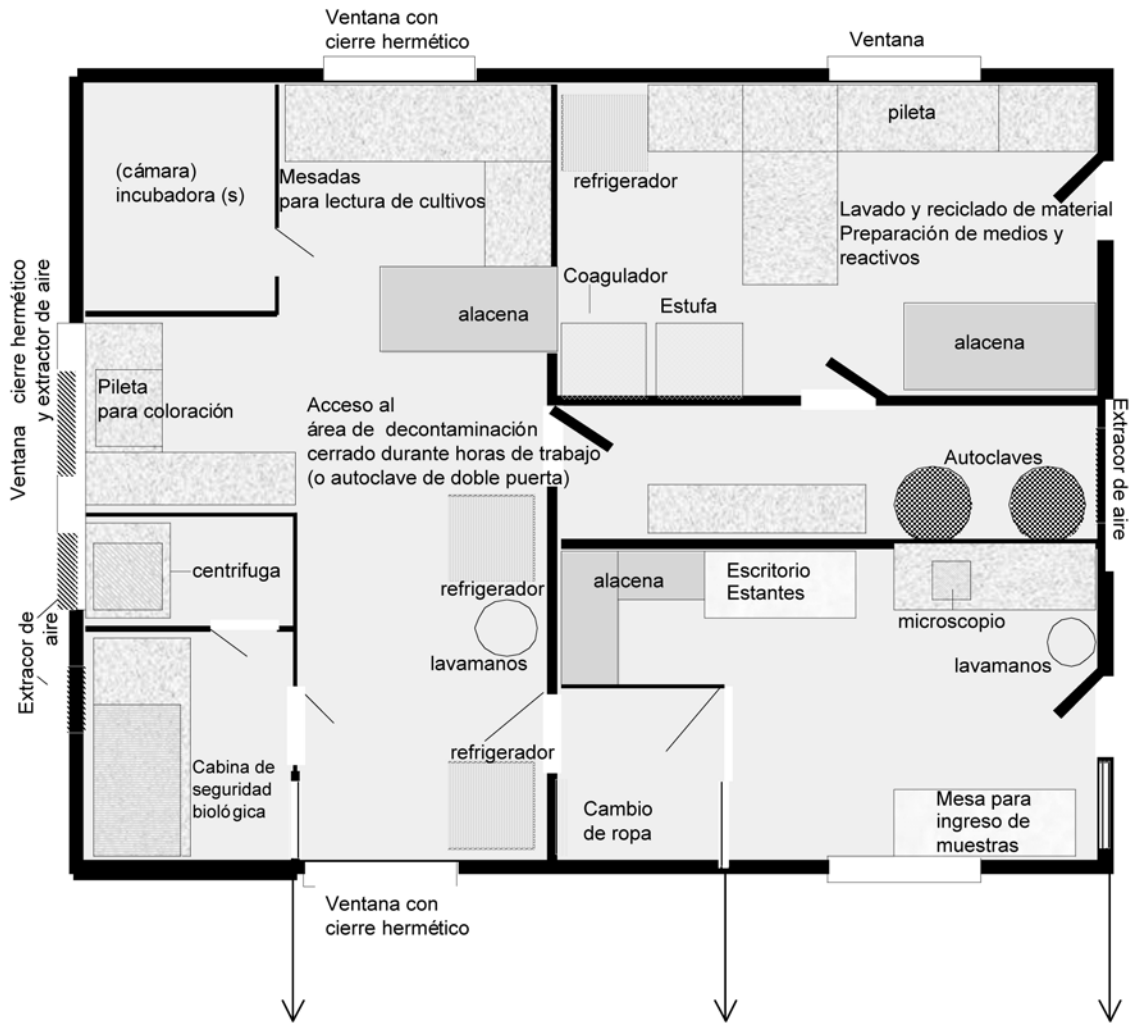 Ventana con
cierre hermético
Ventana
(cámara)
incubadora (s)
Mesadas
para lectura de cultivos
refrigerador
pileta
Lavado y reciclado de material
Preparación de medios y
reactivos
Coagulador
Estufa
alacena
alacena
Ventana cierre hermético
y extractor de aire
Pileta
para coloración
Acceso al
área de decontaminación
cerrado durante horas de trabajo
(o autoclave de doble puerta)
Autoclaves
Extracor de aire
centrifuga
refrigerador
lavamanos
alacena
Escritorio
Estantes
microscopio
lavamanos
Extracor de
aire
Cabina de
seguridad
biológica
refrigerador
Cambio
de ropa
Mesa para
ingreso de
muestras
Ventana con
cierre hermético